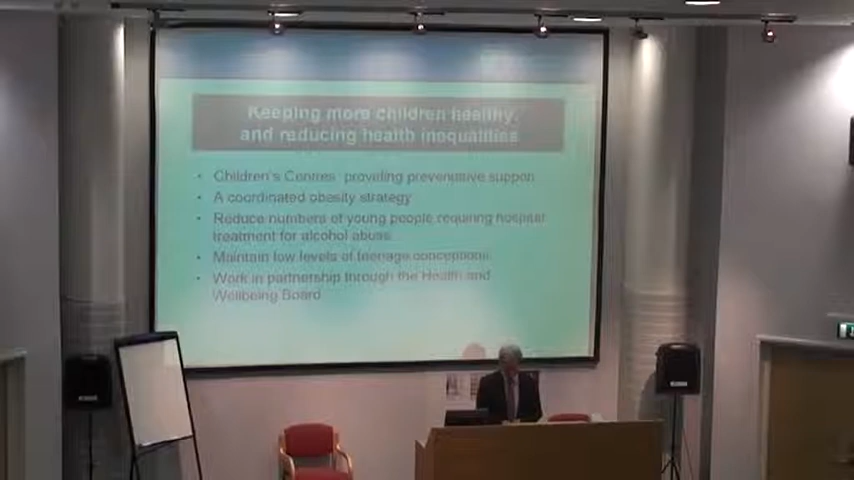 Keeping more children healthy,
and reducing health inequalities
• Children's Centres providing preventative support
• A coordinated obesity strategy
• Reduce numbers of young people requiring hospital
treatment for alcohol abuse
• Maintain low levels of teenage conceptions
• Work in partnership through the Health and
Wellbeing Board